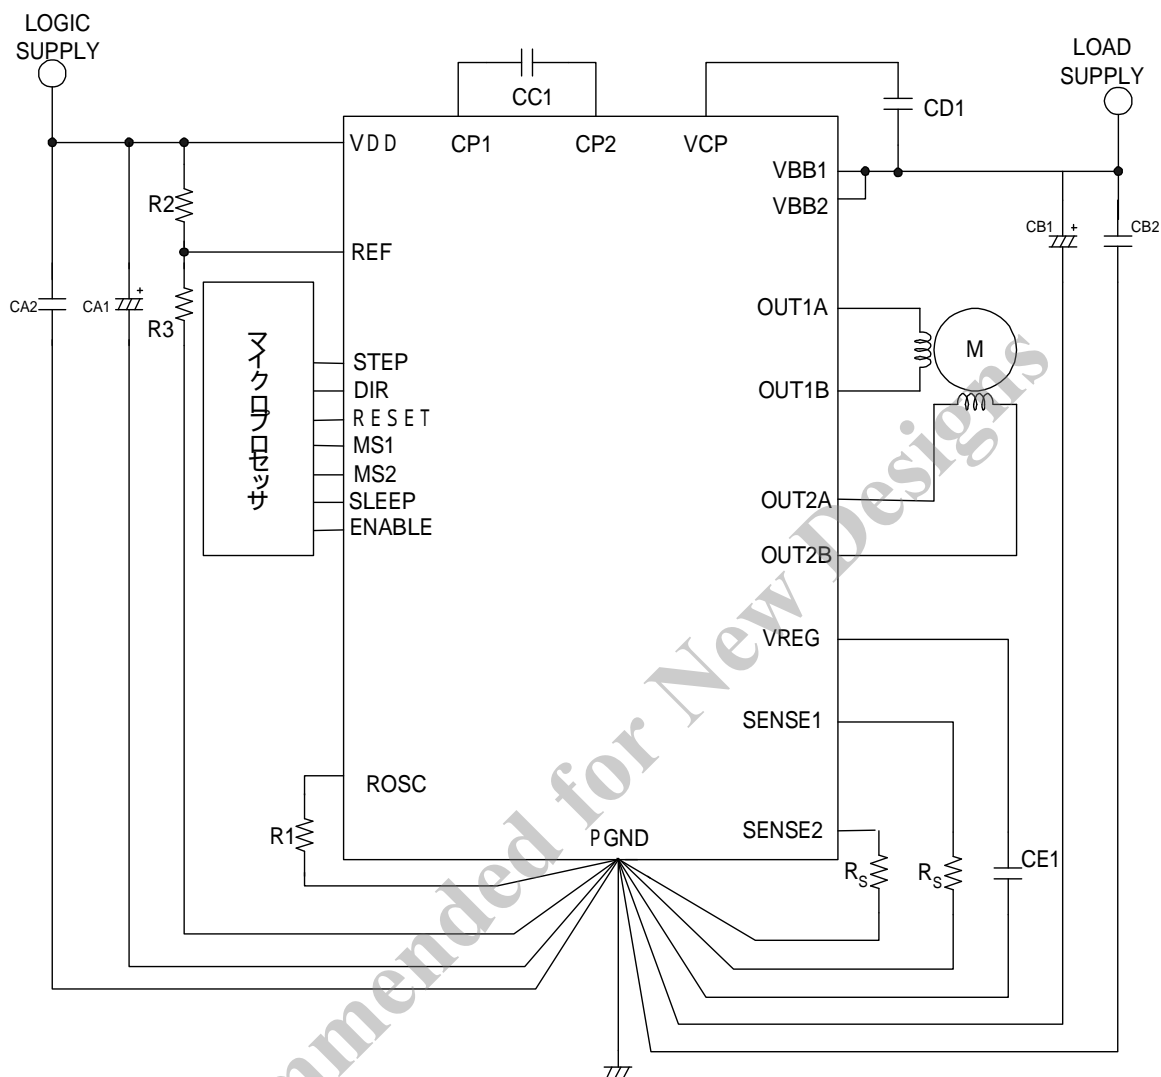 LOGIC
SUPPLY
LOAD
SUPPLY
CC1
CD1
VDD
CP1
CP2
VCP
VBB1
VBB2
R2
REF
CB1
+
CB2
CA2
CA1
+
R3
OUT1A
M
OUT1B
マイクロプロセッサ
STEP
DIR
RESET
MS1
MS2
SLEEP
ENABLE
OUT2A
OUT2B
VREG
SENSE1
ROSC
R1
SENSE2
PGND
RS
RS
CE1
mmended for New Designs